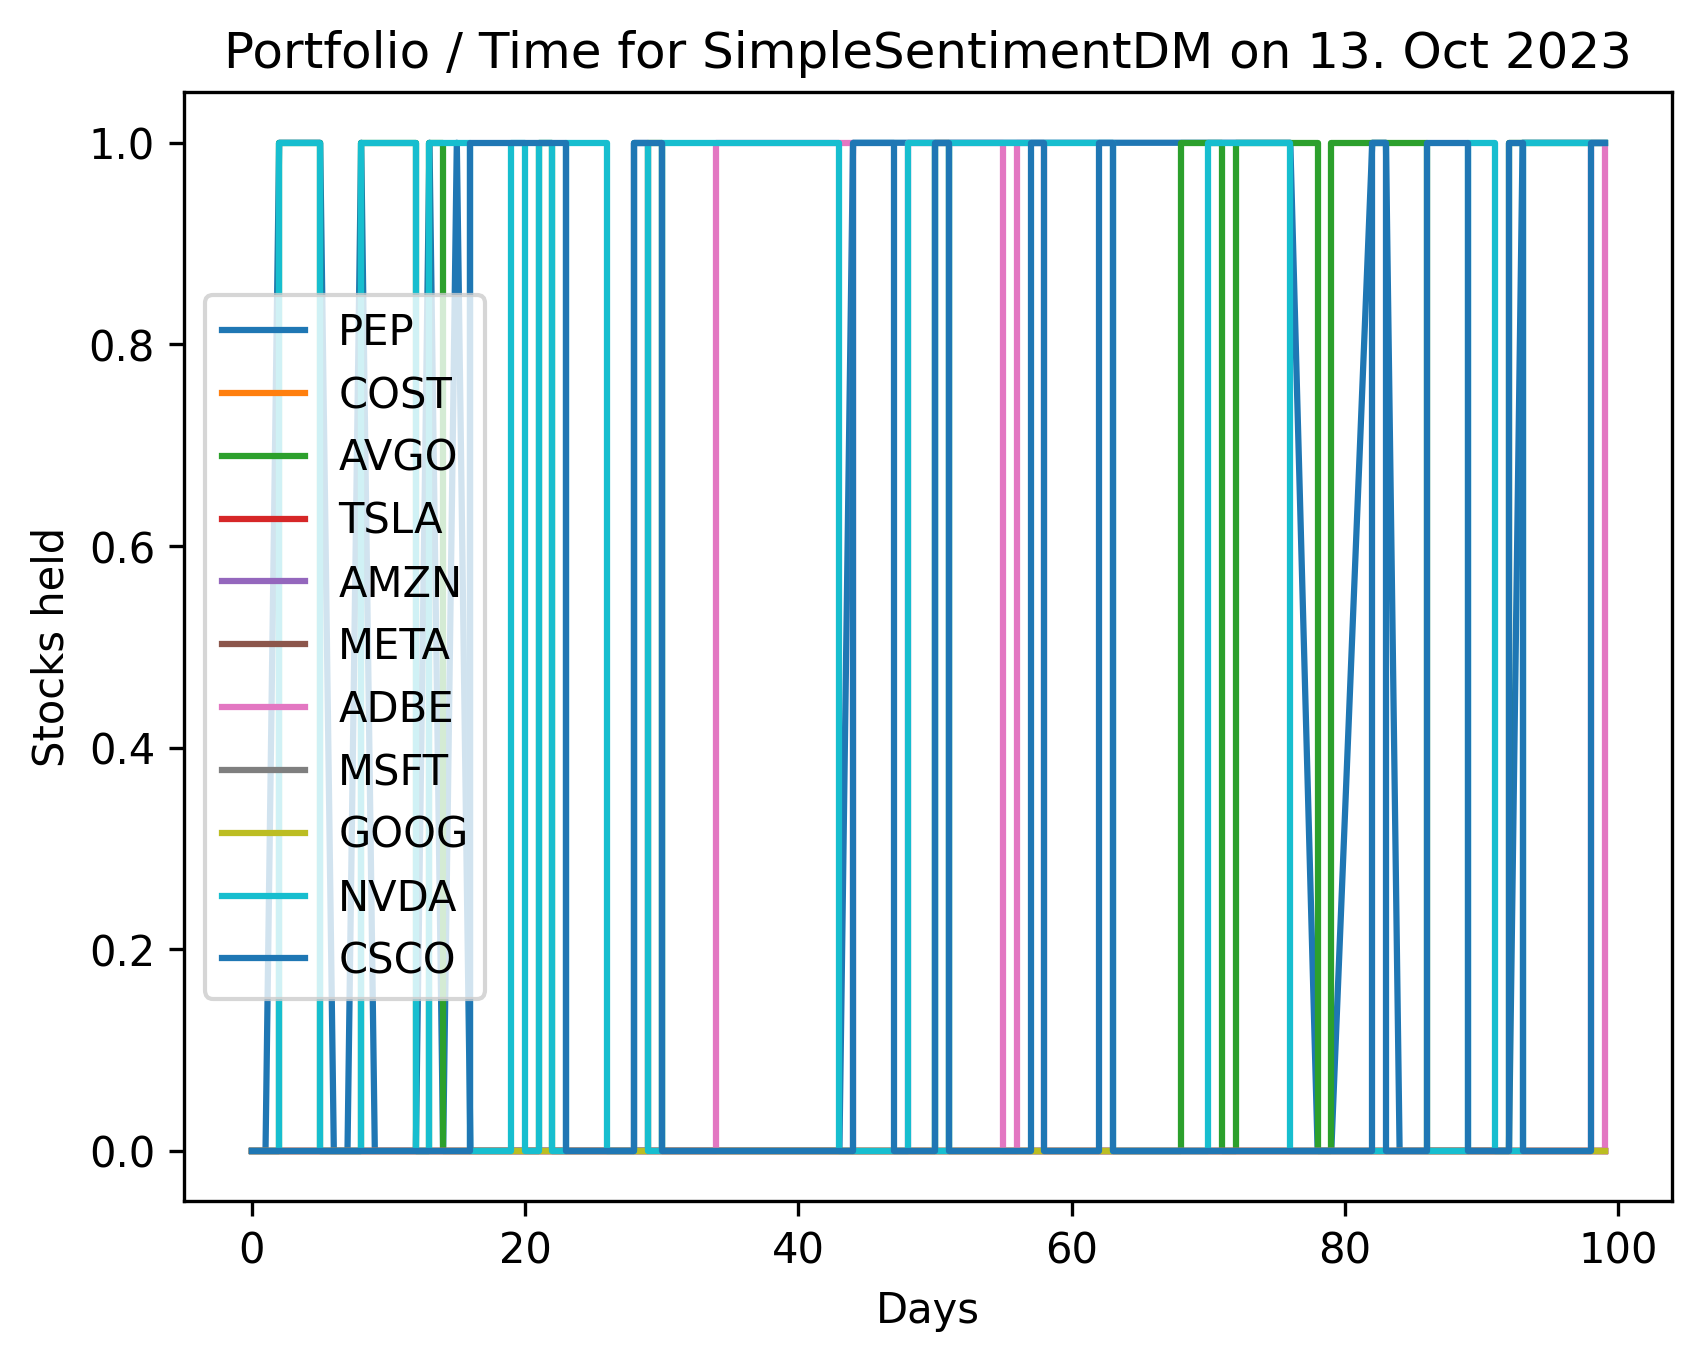 Portfolio / Time for SimpleSentimentDM on 13. Oct 2023
1.0
0.8
0.6
0.4
0.2
0.0
Stocks held
PEP
COST
AVGO
TSLA
AMZN
META
ADBE
MSFT
GOOG
NVDA
CSCO
0 20 40 60 80 100
Days